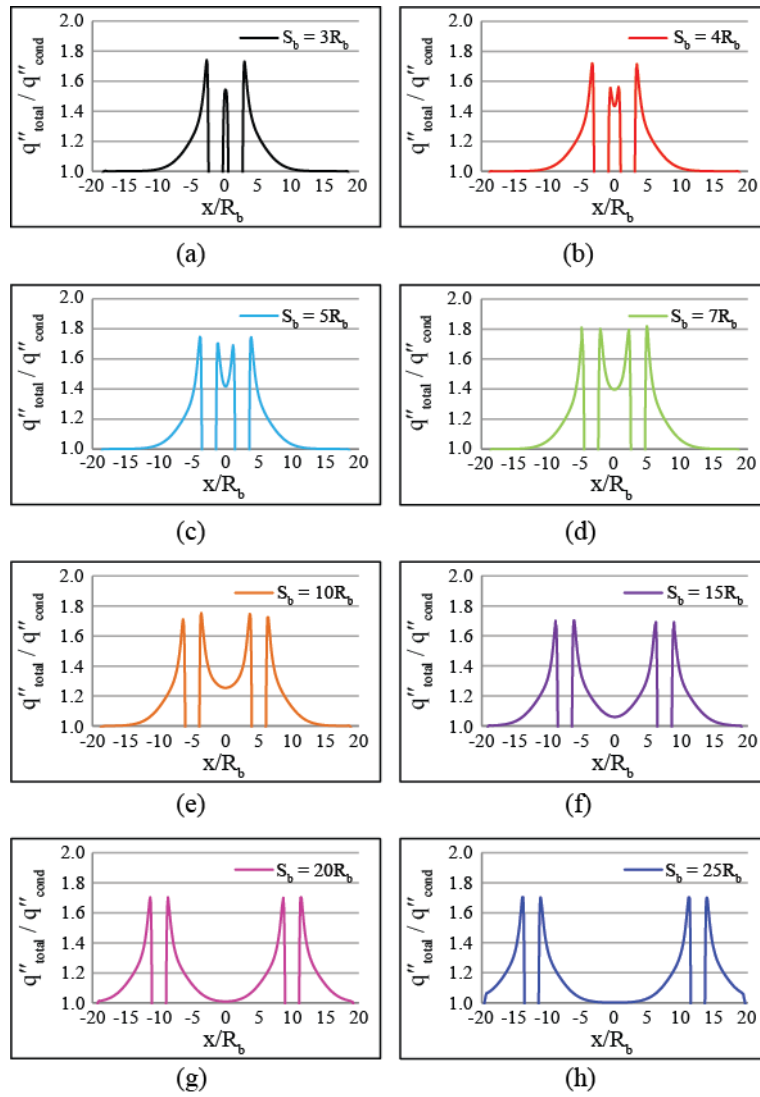 q″total / q″cond
2.0
1.8
1.6
1.4
1.2
1.0
Sb = 3Rb
-20 -15 -10 -5 0 5 10 15 20
x/Rb
(a)
q″total / q″cond
2.0
1.8
1.6
1.4
1.2
1.0
Sb = 4Rb
-20 -15 -10 -5 0 5 10 15 20
x/Rb
(b)
q″total / q″cond
2.0
1.8
1.6
1.4
1.2
1.0
Sb = 5Rb
-20 -15 -10 -5 0 5 10 15 20
x/Rb
(c)
q″total / q″cond
2.0
1.8
1.6
1.4
1.2
1.0
Sb = 7Rb
-20 -15 -10 -5 0 5 10 15 20
x/Rb
(d)
q″total / q″cond
2.0
1.8
1.6
1.4
1.2
1.0
Sb = 10Rb
-20 -15 -10 -5 0 5 10 15 20
x/Rb
(e)
q″total / q″cond
2.0
1.8
1.6
1.4
1.2
1.0
Sb = 15Rb
-20 -15 -10 -5 0 5 10 15 20
x/Rb
(f)
q″total / q″cond
2.0
1.8
1.6
1.4
1.2
1.0
Sb = 20Rb
-20 -15 -10 -5 0 5 10 15 20
x/Rb
(g)
q″total / q″cond
2.0
1.8
1.6
1.4
1.2
1.0
Sb = 25Rb
-20 -15 -10 -5 0 5 10 15 20
x/Rb
(h)